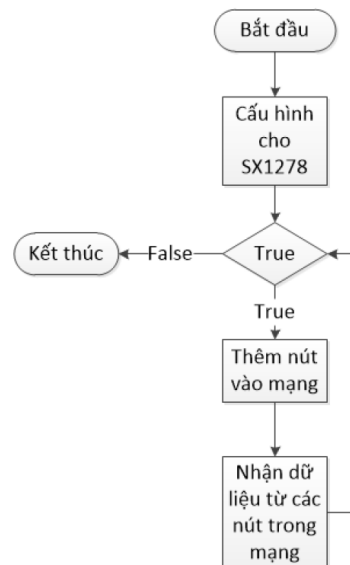 Bắt đầu
Cấu hình
cho
SX1278
Kết thúc
False
True
True
Thêm nút
vào mạng
Nhận dữ
liệu từ các
nút trong
mạng